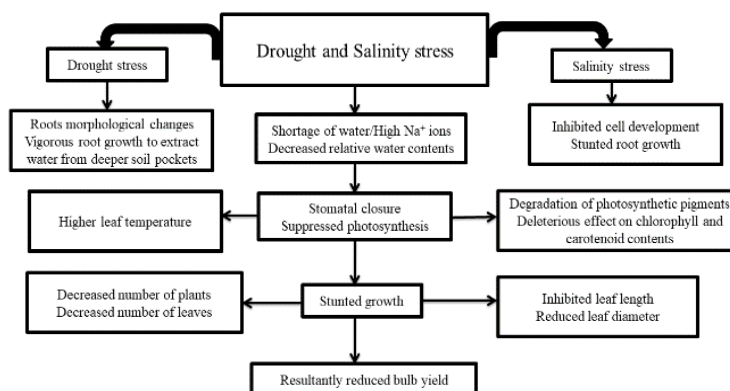 Drought and Salinity stress
Drought stress
Salinity stress
Roots morphological changes
Vigorous root growth to extract
water from deeper soil pockets
Shortage of water/High Na⁺ ions
Decreased relative water contents
Inhibited cell development
Stunted root growth
Higher leaf temperature
Stomatal closure
Suppressed photosynthesis
Degradation of photosynthetic pigments
Deleterious effect on chlorophyll and
carotenoid contents
Decreased number of plants
Decreased number of leaves
Stunted growth
Inhibited leaf length
Reduced leaf diameter
Resultantly reduced bulb yield